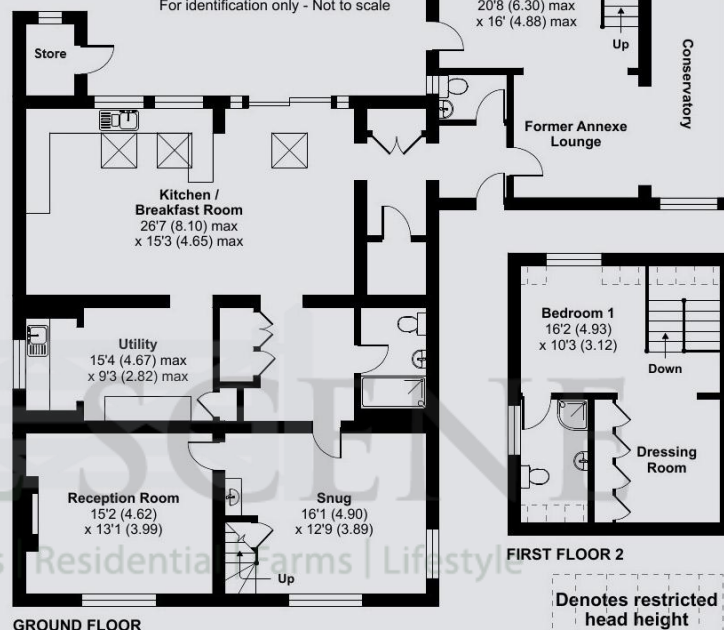 For identification only - Not to scale
20'8 (6.30) max
x 16' (4.88) max
Up
Store
Conservatory
Former Annexe
Lounge
Kitchen /
Breakfast Room
26'7 (8.10) max
x 15'3 (4.65) max
Utility
15'4 (4.67) max
x 9'3 (2.82) max
Bedroom 1
16'2 (4.93)
x 10'3 (3.12)
Down
Dressing
Room
SCENE
Reception Room
15'2 (4.62)
x 13'1 (3.99)
Snug
16'1 (4.90)
x 12'9 (3.89)
Up
| Residential | Farms | Lifestyle
FIRST FLOOR 2
GROUND FLOOR
Denotes restricted
head height